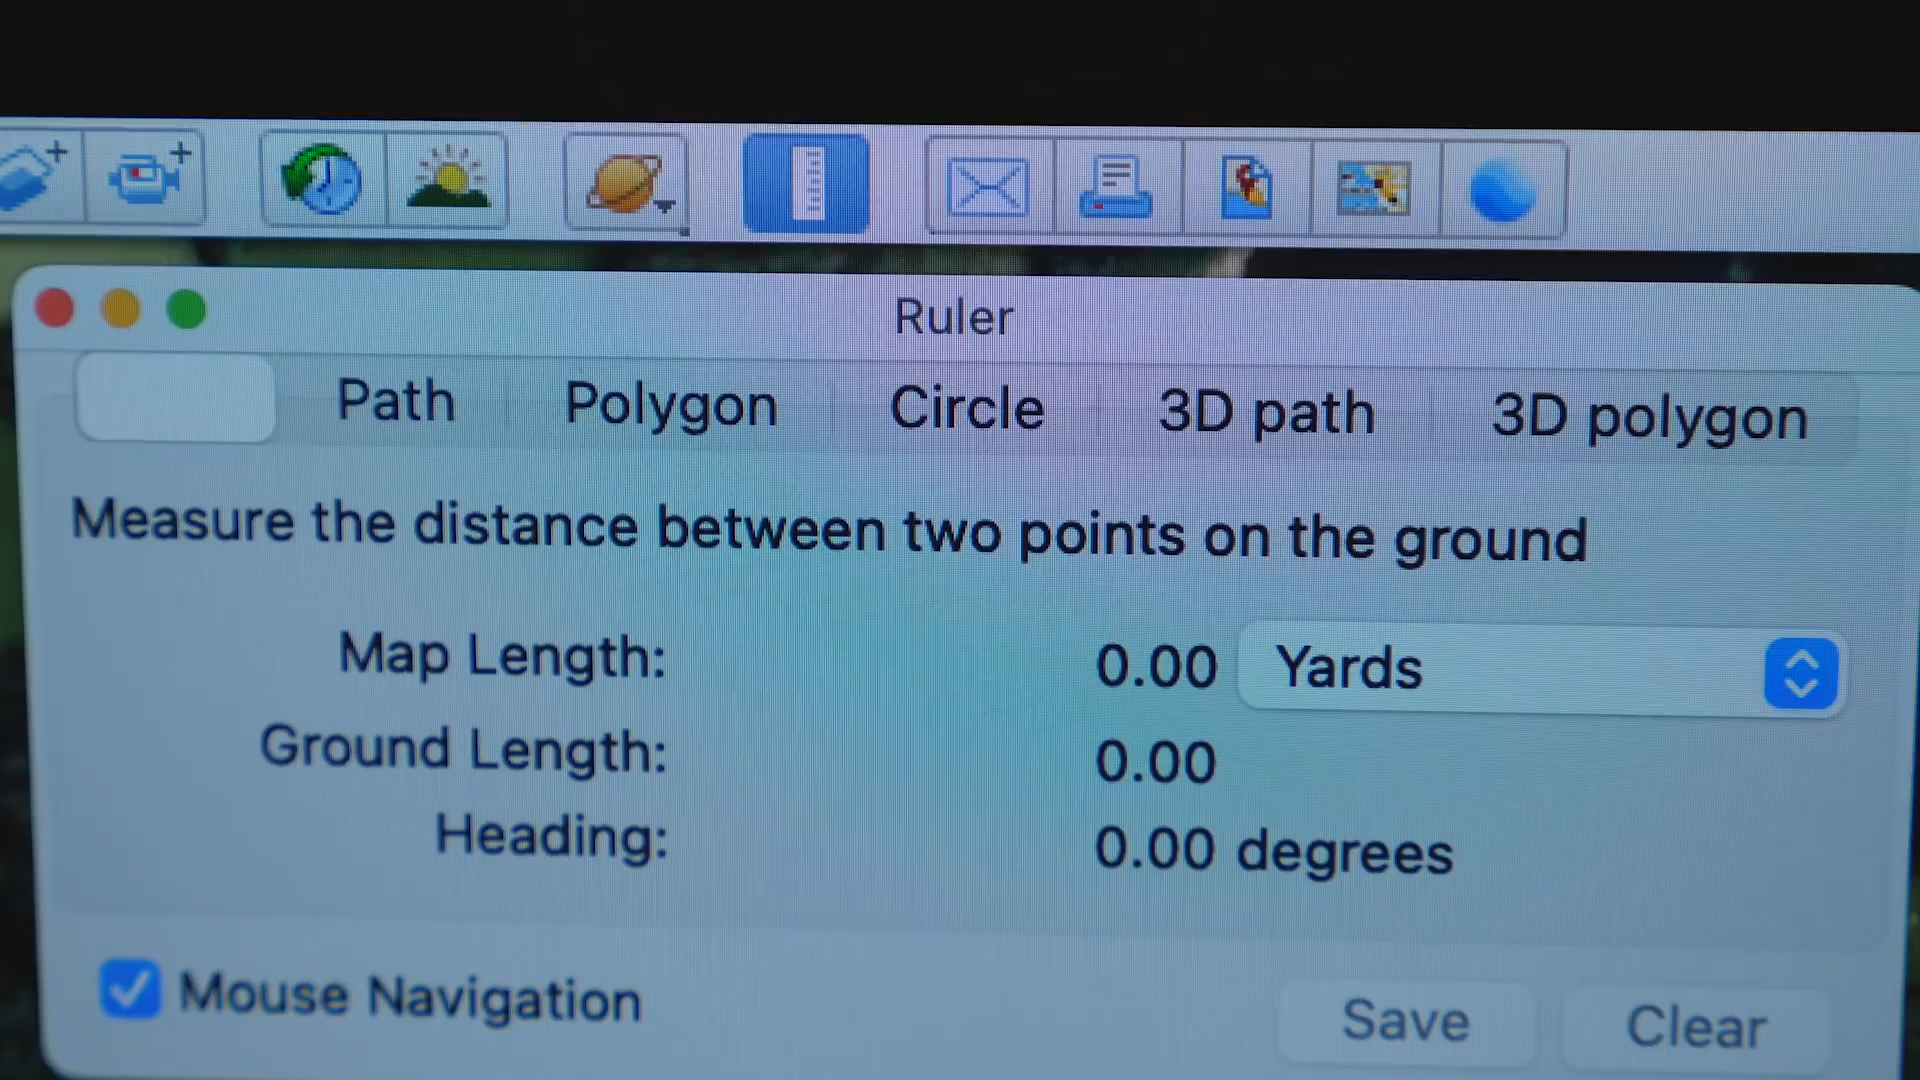 Ruler
Path Polygon Circle 3D path 3D polygon
Measure the distance between two points on the ground
Map Length: 0.00 Yards
Ground Length: 0.00
Heading: 0.00 degrees
Mouse Navigation Save Clear